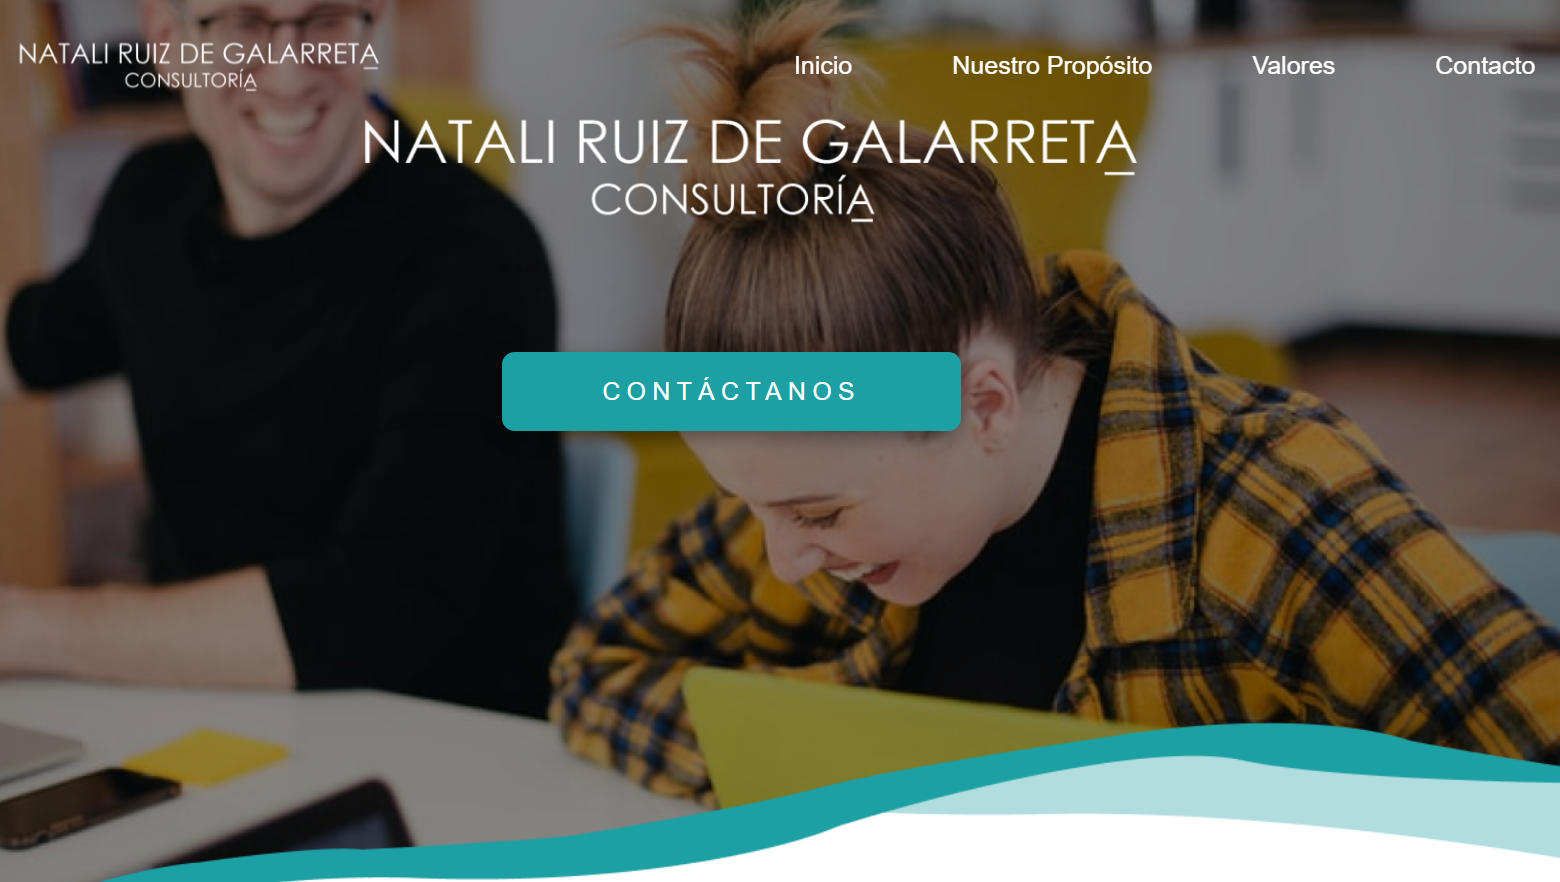 NATALI RUIZ DE GALARRETA
CONSULTORÍA
Inicio
Nuestro Propósito
Valores
Contacto
NATALI RUIZ DE GALARRETA
CONSULTORÍA
CONTÁCTANOS